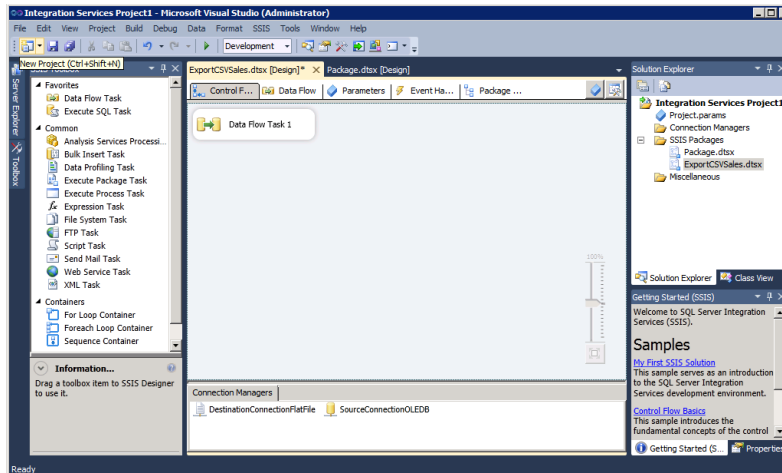 Integration Services Project1 - Microsoft Visual Studio (Administrator)
File Edit View Project Build Debug Data Format SSIS Tools Window Help
Development
New Project (Ctrl+Shift+N)
SSIS Toolbox
Server Explorer
Toolbox
Favorites
Data Flow Task
Execute SQL Task
Common
Analysis Services Processi...
Bulk Insert Task
Data Profiling Task
Execute Package Task
Execute Process Task
Expression Task
File System Task
FTP Task
Script Task
Send Mail Task
Web Service Task
XML Task
Containers
For Loop Container
Foreach Loop Container
Sequence Container
Information...
Drag a toolbox item to SSIS Designer
to use it.
ExportCSVSales.dtsx [Design]* Package.dtsx [Design]
Control F... Data Flow Parameters Event Ha... Package ...
Data Flow Task 1
100%
Connection Managers
DestinationConnectionFlatFile SourceConnectionOLEDB
Solution Explorer
Integration Services Project1
Project.params
Connection Managers
SSIS Packages
Package.dtsx
ExportCSVSales.dtsx
Miscellaneous
Solution Explorer Class View
Getting Started (SSIS)
Welcome to SQL Server Integration
Services (SSIS).
Samples
My First SSIS Solution
This sample serves as an introduction
to the SQL Server Integration
Services development environment.
Control Flow Basics
This sample introduces the
fundamental concepts of the control
Getting Started (S... Properties
Ready